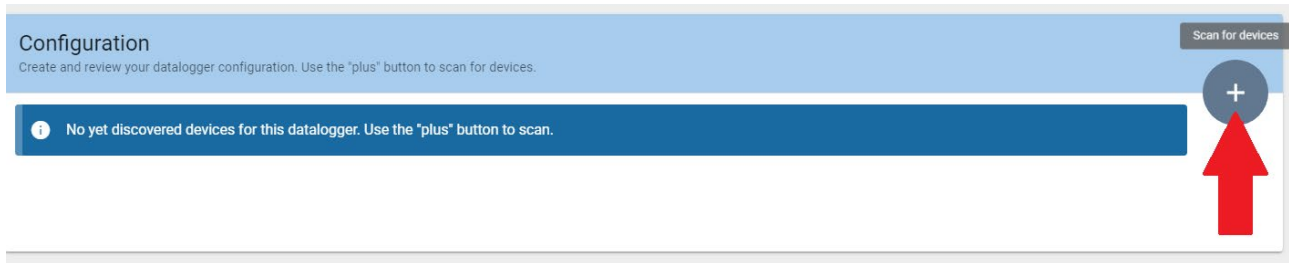 Configuration
Scan for devices
Create and review your datalogger configuration. Use the "plus" button to scan for devices.
No yet discovered devices for this datalogger. Use the "plus" button to scan.